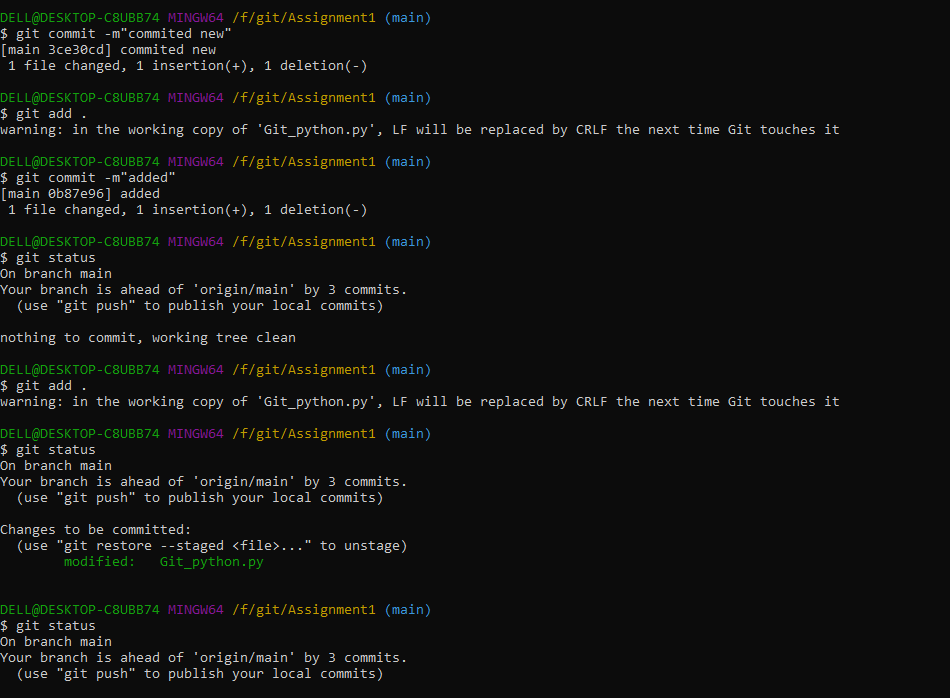 DELL@DESKTOP-C8UBB74 MINGW64 /f/git/Assignment1 (main)
$ git commit -m"commited new"
[main 3ce30cd] commited new
 1 file changed, 1 insertion(+), 1 deletion(-)

DELL@DESKTOP-C8UBB74 MINGW64 /f/git/Assignment1 (main)
$ git add .
warning: in the working copy of 'Git_python.py', LF will be replaced by CRLF the next time Git touches it

DELL@DESKTOP-C8UBB74 MINGW64 /f/git/Assignment1 (main)
$ git commit -m"added"
[main 0b87e96] added
 1 file changed, 1 insertion(+), 1 deletion(-)

DELL@DESKTOP-C8UBB74 MINGW64 /f/git/Assignment1 (main)
$ git status
On branch main
Your branch is ahead of 'origin/main' by 3 commits.
  (use "git push" to publish your local commits)

nothing to commit, working tree clean

DELL@DESKTOP-C8UBB74 MINGW64 /f/git/Assignment1 (main)
$ git add .
warning: in the working copy of 'Git_python.py', LF will be replaced by CRLF the next time Git touches it

DELL@DESKTOP-C8UBB74 MINGW64 /f/git/Assignment1 (main)
$ git status
On branch main
Your branch is ahead of 'origin/main' by 3 commits.
  (use "git push" to publish your local commits)

Changes to be committed:
  (use "git restore --staged <file>..." to unstage)
        modified:   Git_python.py


DELL@DESKTOP-C8UBB74 MINGW64 /f/git/Assignment1 (main)
$ git status
On branch main
Your branch is ahead of 'origin/main' by 3 commits.
  (use "git push" to publish your local commits)